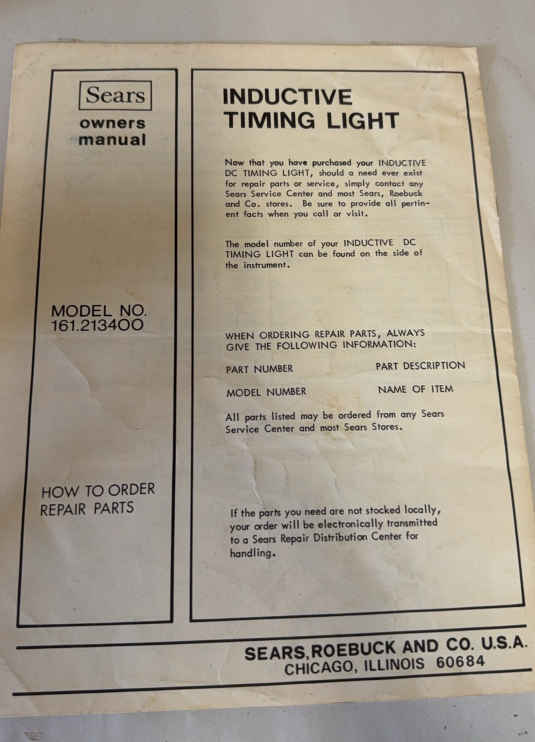 Sears
owners
manual
MODEL NO.
161.213400
HOW TO ORDER
REPAIR PARTS
INDUCTIVE
TIMING LIGHT
Now that you have purchased your INDUCTIVE
DC TIMING LIGHT, should a need ever exist
for repair parts or service, simply contact any
Sears Service Center and most Sears, Roebuck
and Co. stores. Be sure to provide all pertin-
ent facts when you call or visit.
The model number of your INDUCTIVE DC
TIMING LIGHT can be found on the side of
the instrument.
WHEN ORDERING REPAIR PARTS, ALWAYS
GIVE THE FOLLOWING INFORMATION:
PART NUMBER PART DESCRIPTION
MODEL NUMBER NAME OF ITEM
All parts listed may be ordered from any Sears
Service Center and most Sears Stores.
If the parts you need are not stocked locally,
your order will be electronically transmitted
to a Sears Repair Distribution Center for
handling.
SEARS, ROEBUCK AND CO. U.S.A.
CHICAGO, ILLINOIS 60684